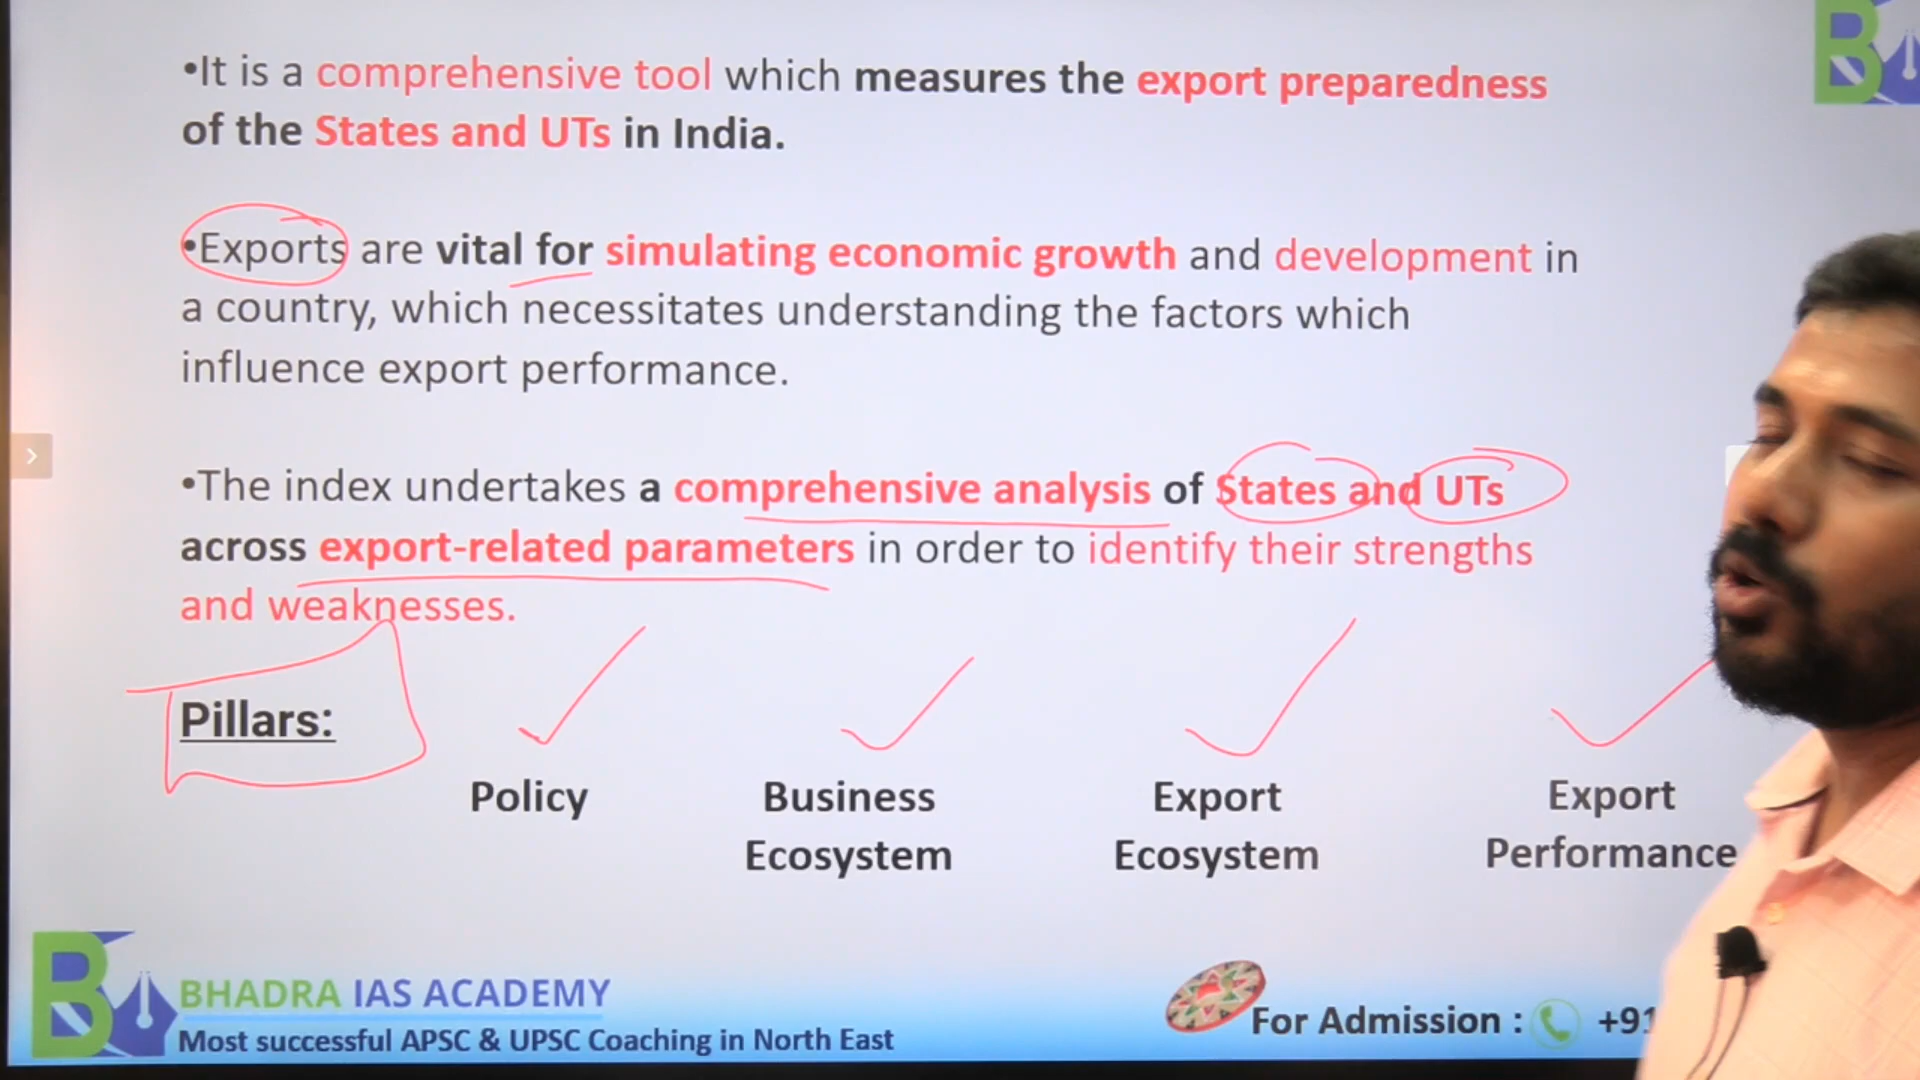 •It is a comprehensive tool which measures the export preparedness
of the States and UTs in India.
•Exports are vital for simulating economic growth and development in
a country, which necessitates understanding the factors which
influence export performance.
•The index undertakes a comprehensive analysis of States and UTs
across export-related parameters in order to identify their strengths
and weaknesses.
Pillars:
Policy
Business
Ecosystem
Export
Ecosystem
Export
Performance
BHADRA IAS ACADEMY
Most successful APSC & UPSC Coaching in North East
For Admission :
+91